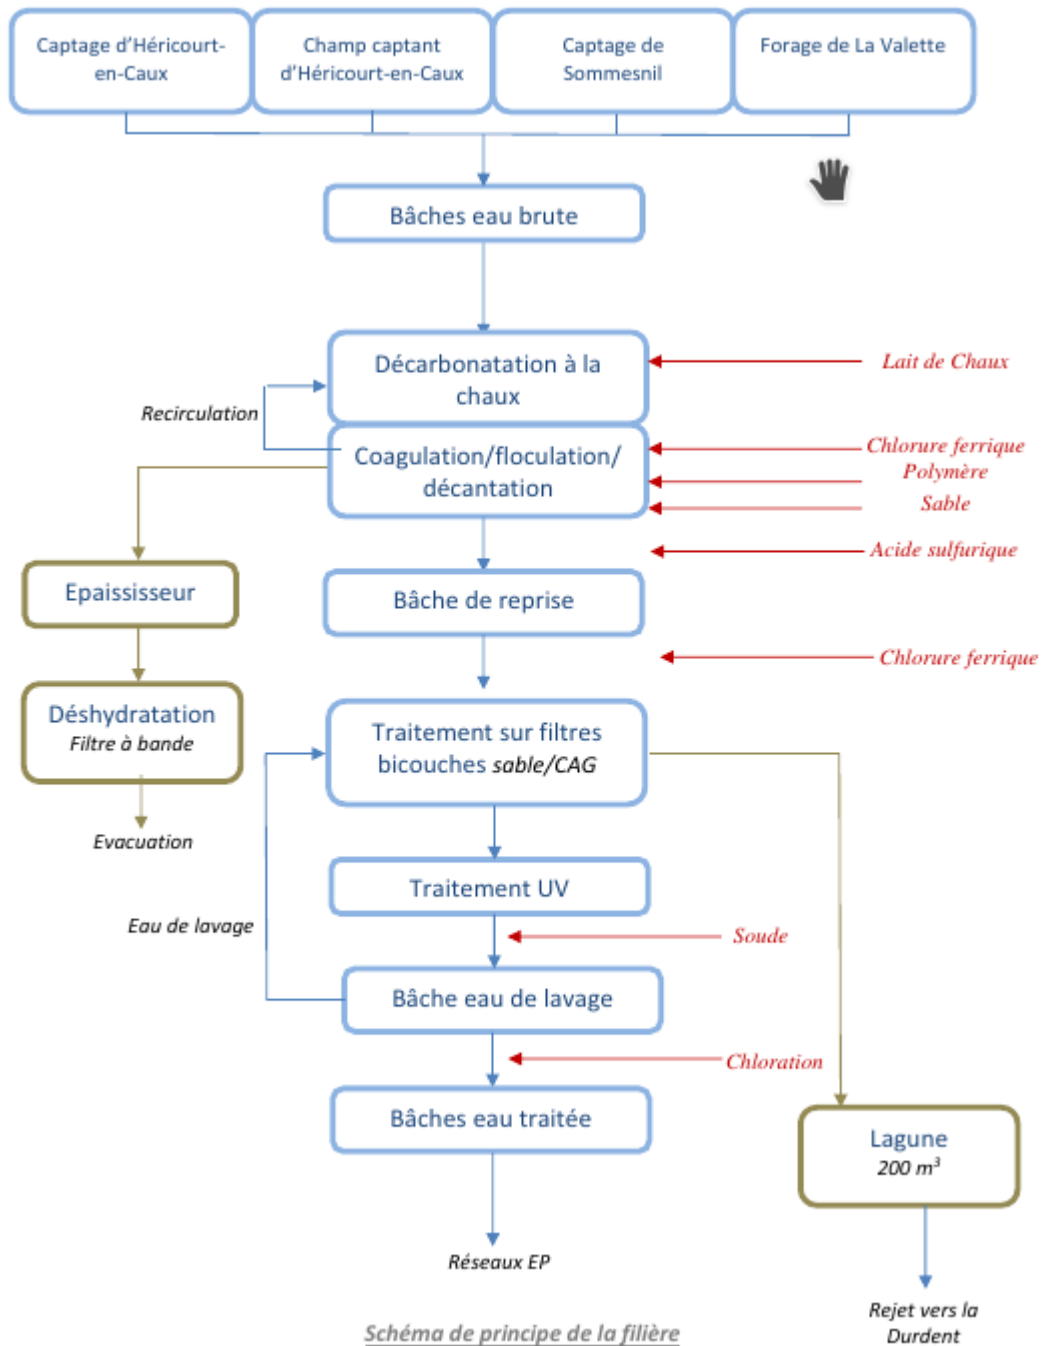 Captage d'Héricourt-
en-Caux
Champ captant
d'Héricourt-en-Caux
Captage de
Sommesnil
Forage de La Valette
Bâches eau brute
Décarbonatation à la
chaux
Lait de Chaux
Recirculation
Coagulation/floculation/
décantation
Chlorure ferrique
Polymère
Sable
Acide sulfurique
Epaississeur
Bâche de reprise
Chlorure ferrique
Déshydratation
Filtre à bande
Traitement sur filtres
bicouches sable/CAG
Evacuation
Traitement UV
Eau de lavage
Soude
Bâche eau de lavage
Chloration
Bâches eau traitée
Lagune
200 m³
Réseaux EP
Rejet vers la
Durdent
Schéma de principe de la filière